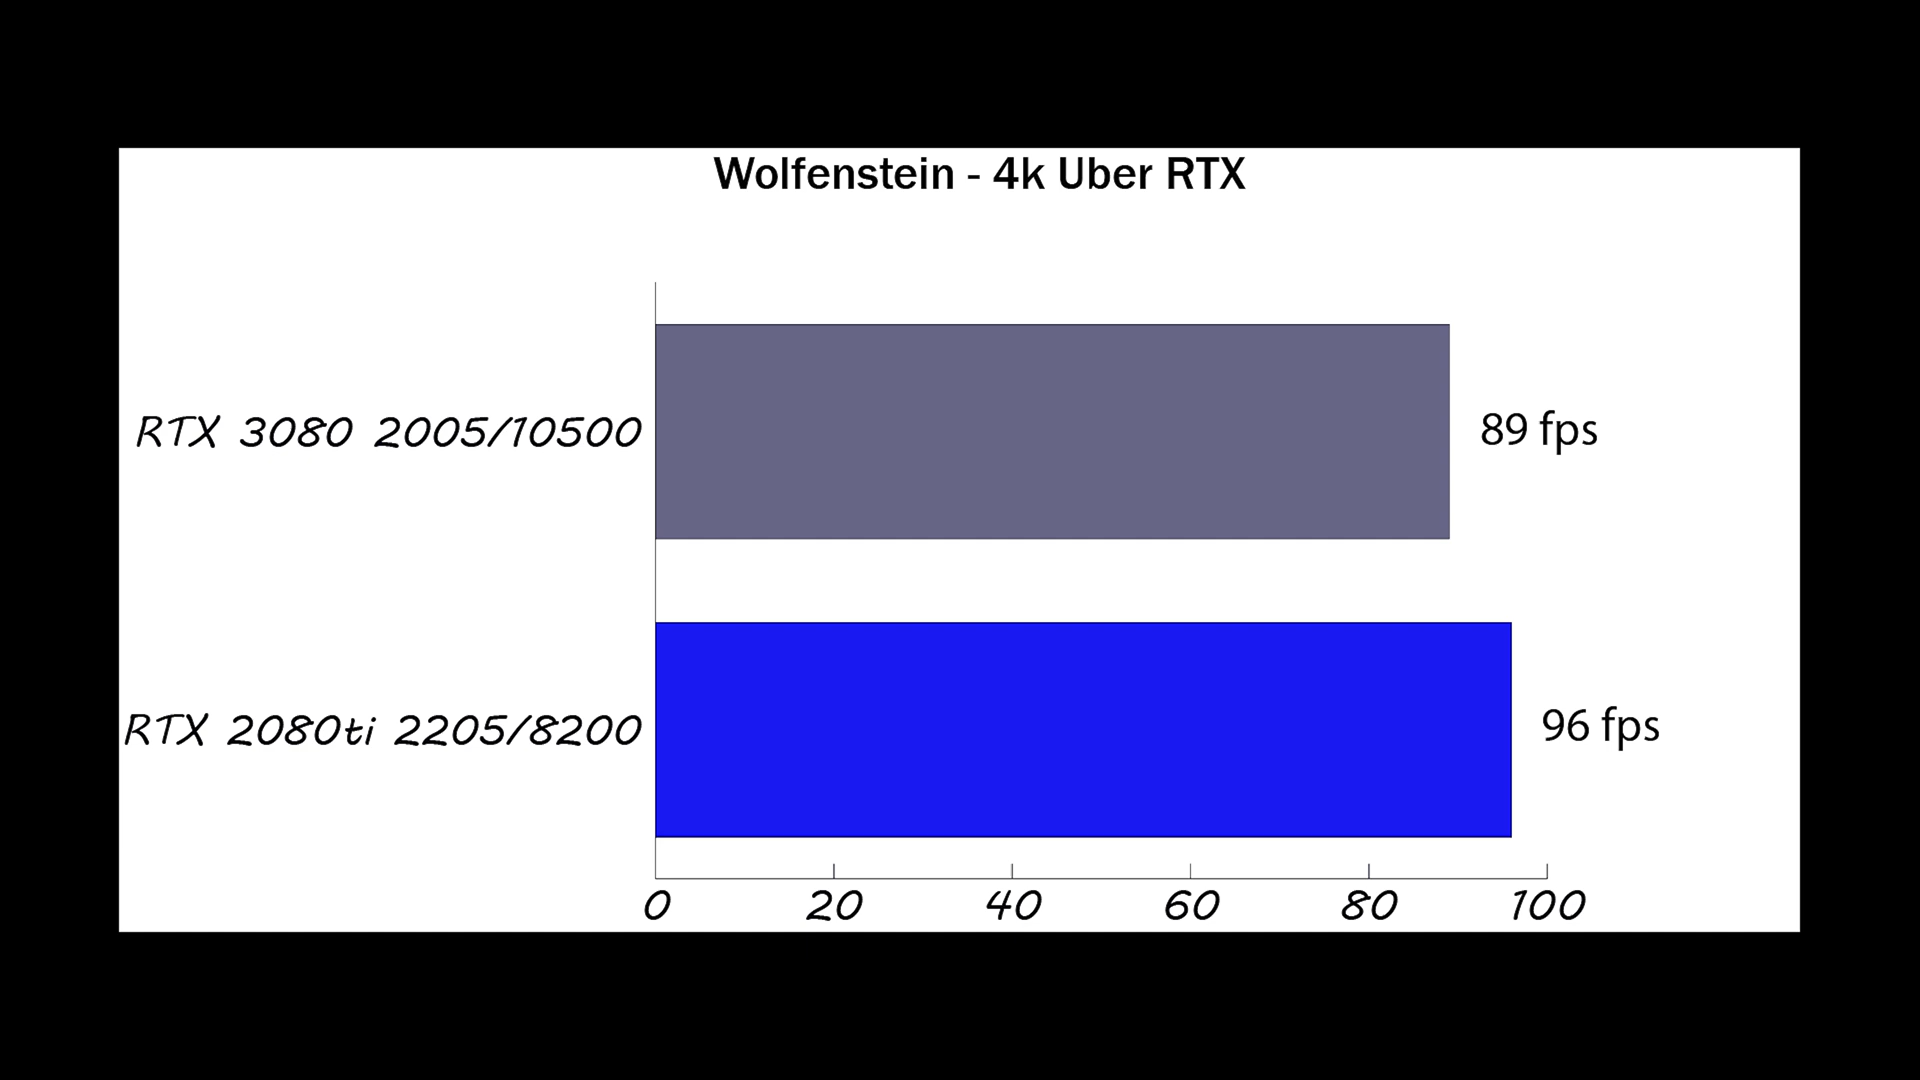 Wolfenstein - 4k Uber RTX
RTX 3080 2005/10500
89 fps
RTX 2080ti 2205/8200
96 fps
0 20 40 60 80 100